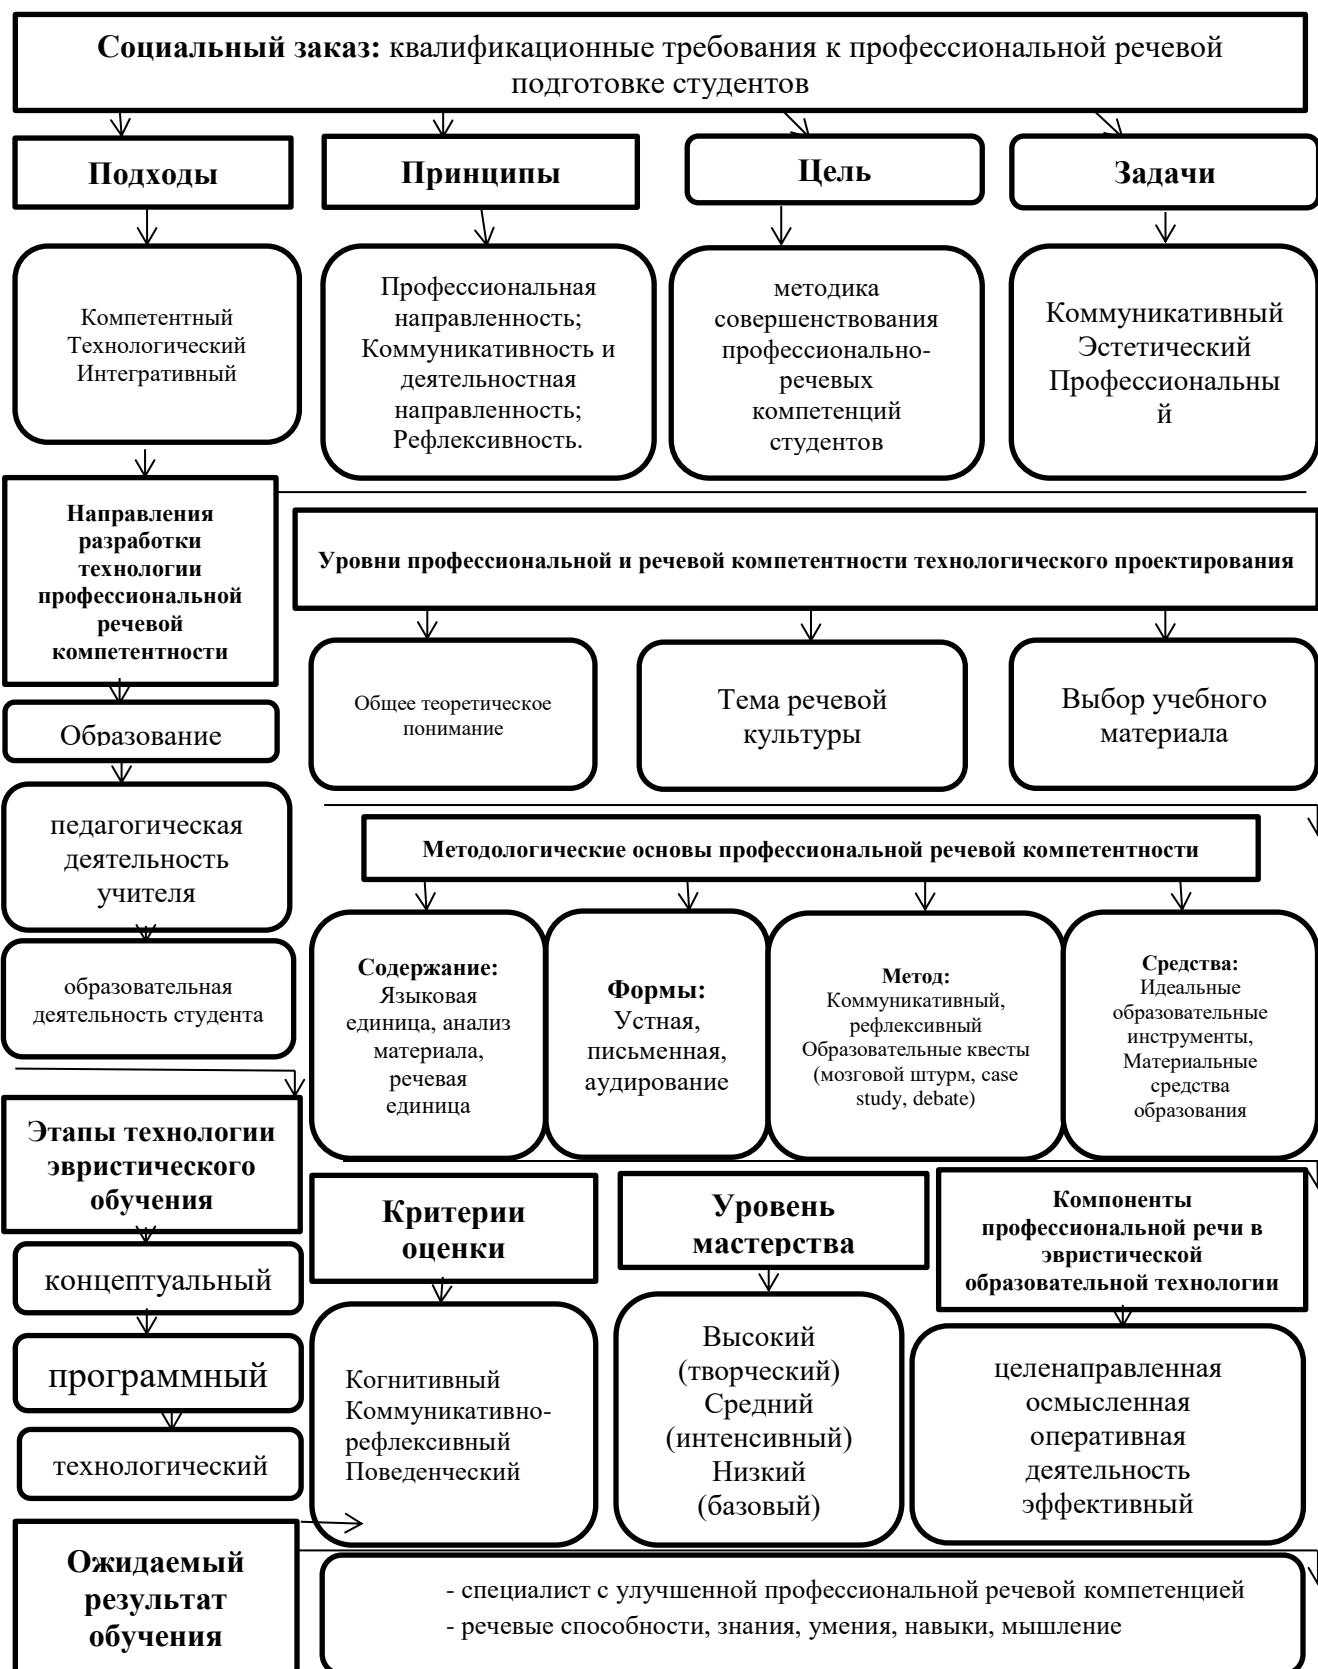 Социальный заказ: квалификационные требования к профессиональной речевой
подготовке студентов
Подходы
Принципы
Цель
Задачи
Компетентный
Технологический
Интегративный
Профессиональная
направленность;
Коммуникативность и
деятельностная
направленность;
Рефлексивность.
методика
совершенствования
профессионально-
речевых
компетенций
студентов
Коммуникативный
Эстетический
Профессиональны
й
Направления
разработки
технологии
профессиональной
речевой
компетентности
Уровни профессиональной и речевой компетентности технологического проектирования
Общее теоретическое
понимание
Тема речевой
культуры
Выбор учебного
материала
Образование
педагогическая
деятельность
учителя
образовательная
деятельность студента
Методологические основы профессиональной речевой компетентности
Содержание:
Языковая
единица, анализ
материала,
речевая
единица
Формы:
Устная,
письменная,
аудирование
Метод:
Коммуникативный,
рефлексивный
Образовательные квесты
(мозговой штурм, case
study, debate)
Средства:
Идеальные
образовательные
инструменты,
Материальные
средства
образования
Этапы технологии
эвристического
обучения
концептуальный
программный
технологический
Критерии
оценки
Уровень
мастерства
Компоненты
профессиональной речи в
эвристической
образовательной технологии
Когнитивный
Коммуникативно-
рефлексивный
Поведенческий
Высокий
(творческий)
Средний
(интенсивный)
Низкий
(базовый)
целенаправленная
осмысленная
оперативная
деятельность
эффективный
Ожидаемый
результат
обучения
- специалист с улучшенной профессиональной речевой компетенцией
- речевые способности, знания, умения, навыки, мышление